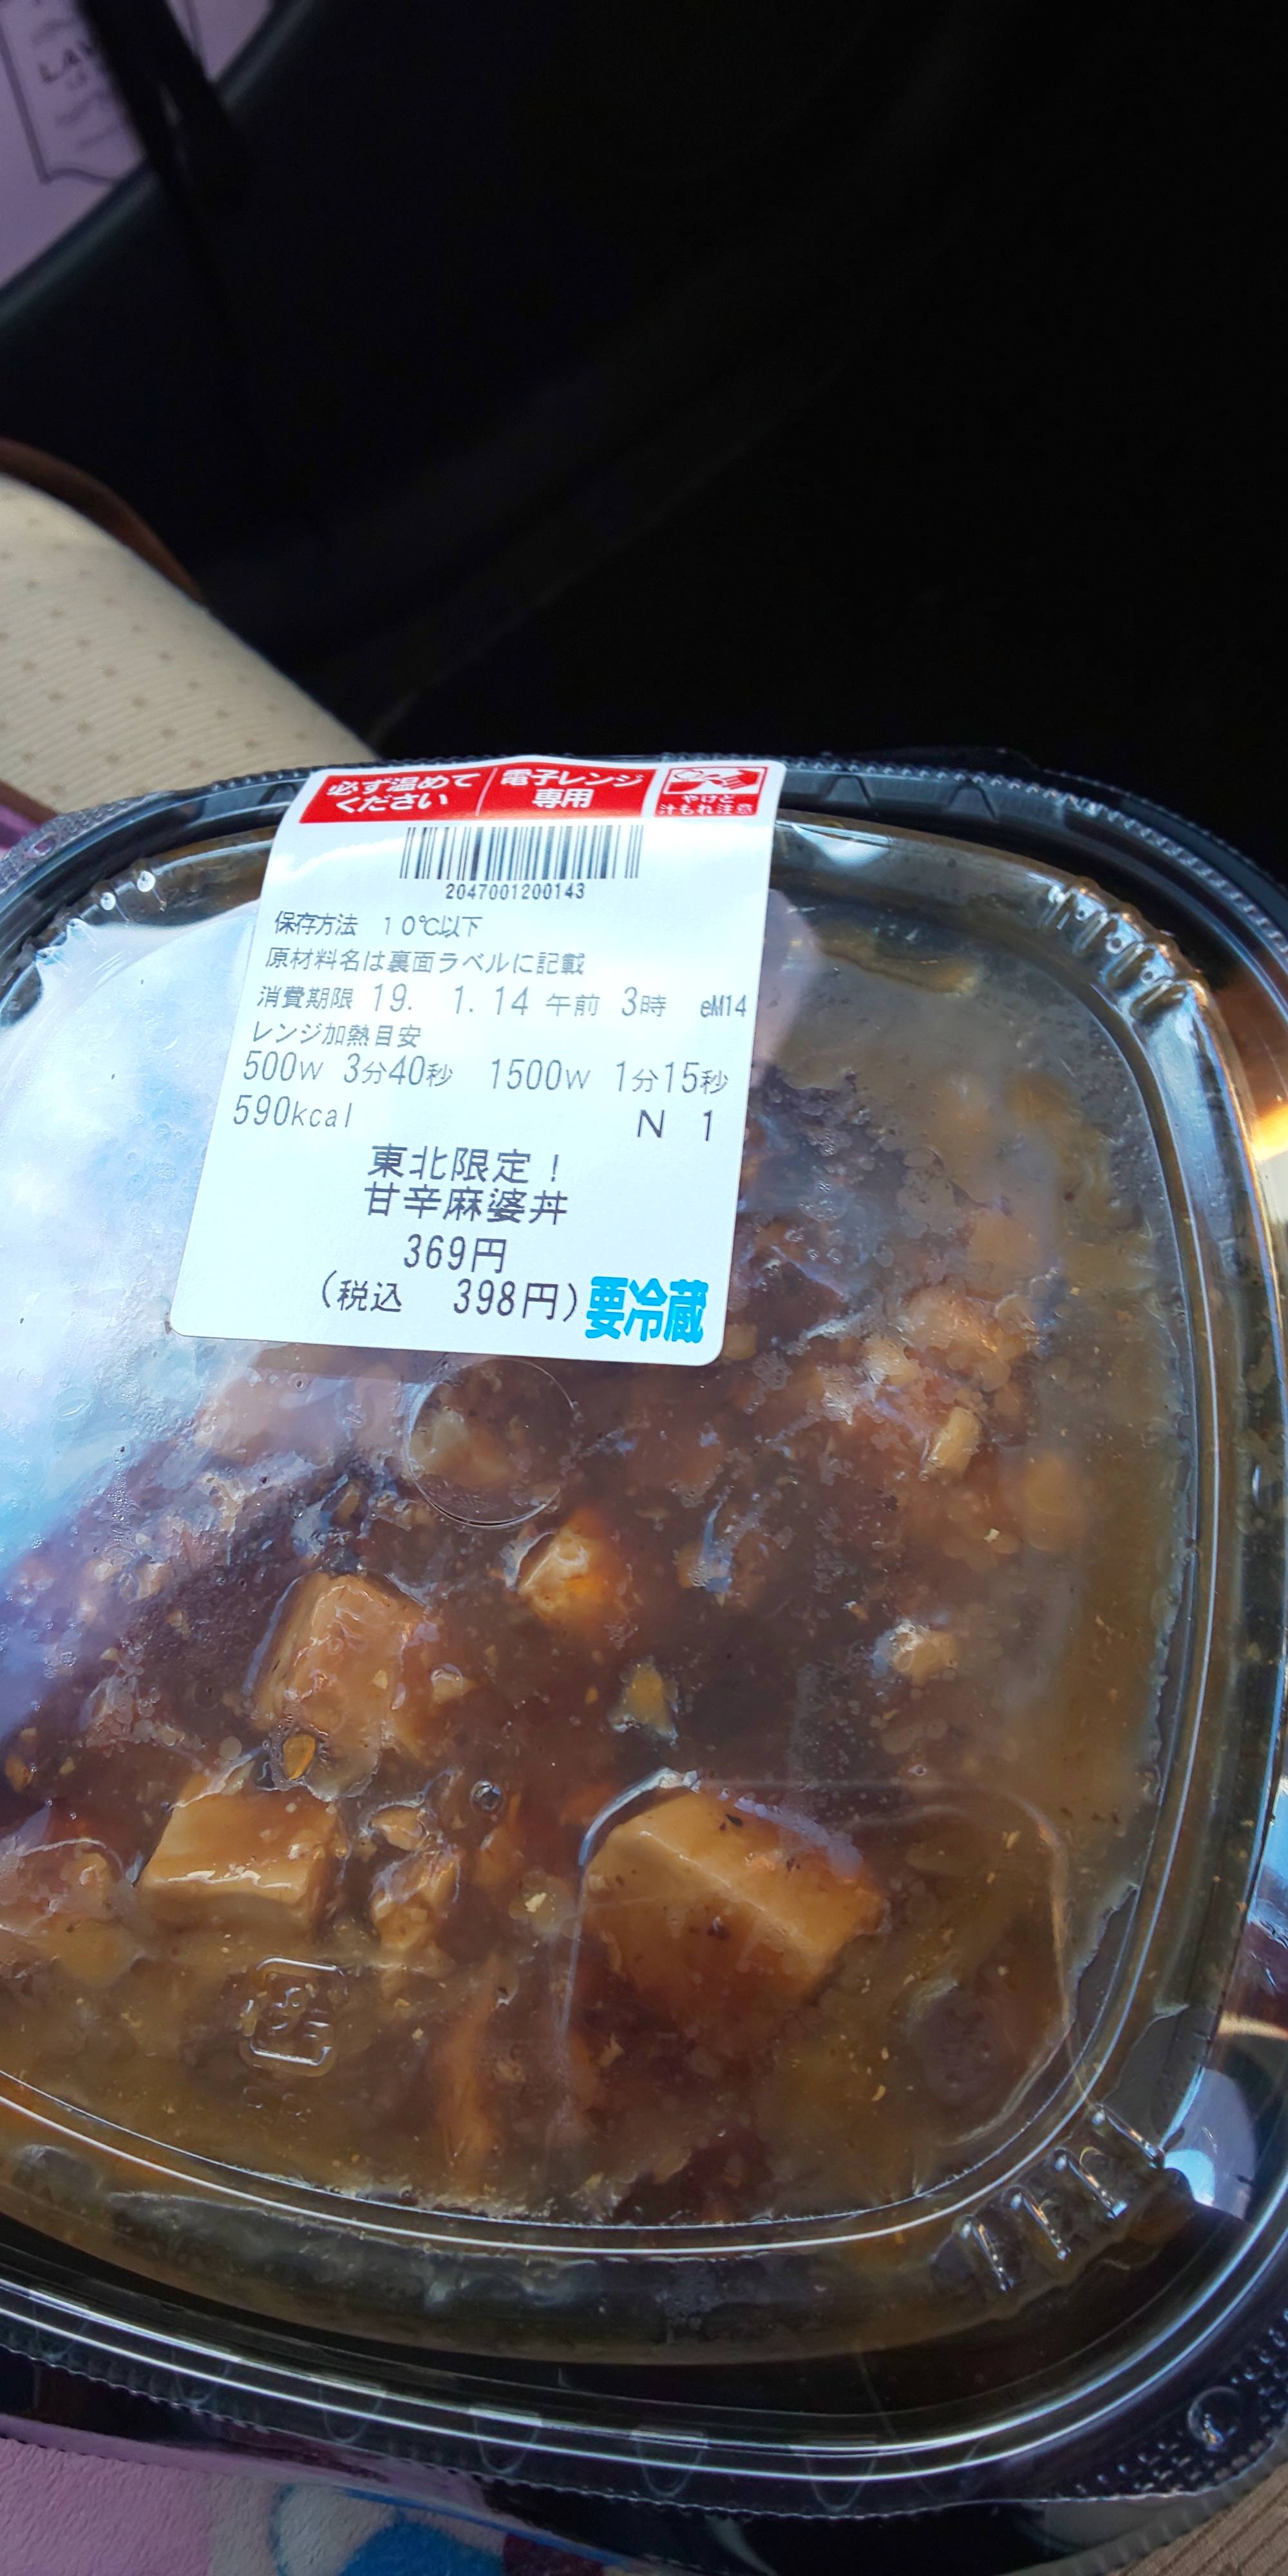 必ず温めて
ください
電子レンジ
専用
やけど
汁もれ注意
2047001200143
保存方法 10℃以下
原材料名は裏面ラベルに記載
消費期限 19. 1.14 午前 3時 eM14
レンジ加熱目安
500W 3分40秒 1500W 1分15秒
590kcal N 1
東北限定!
甘辛麻婆丼
369円
(税込 398円)
要冷蔵